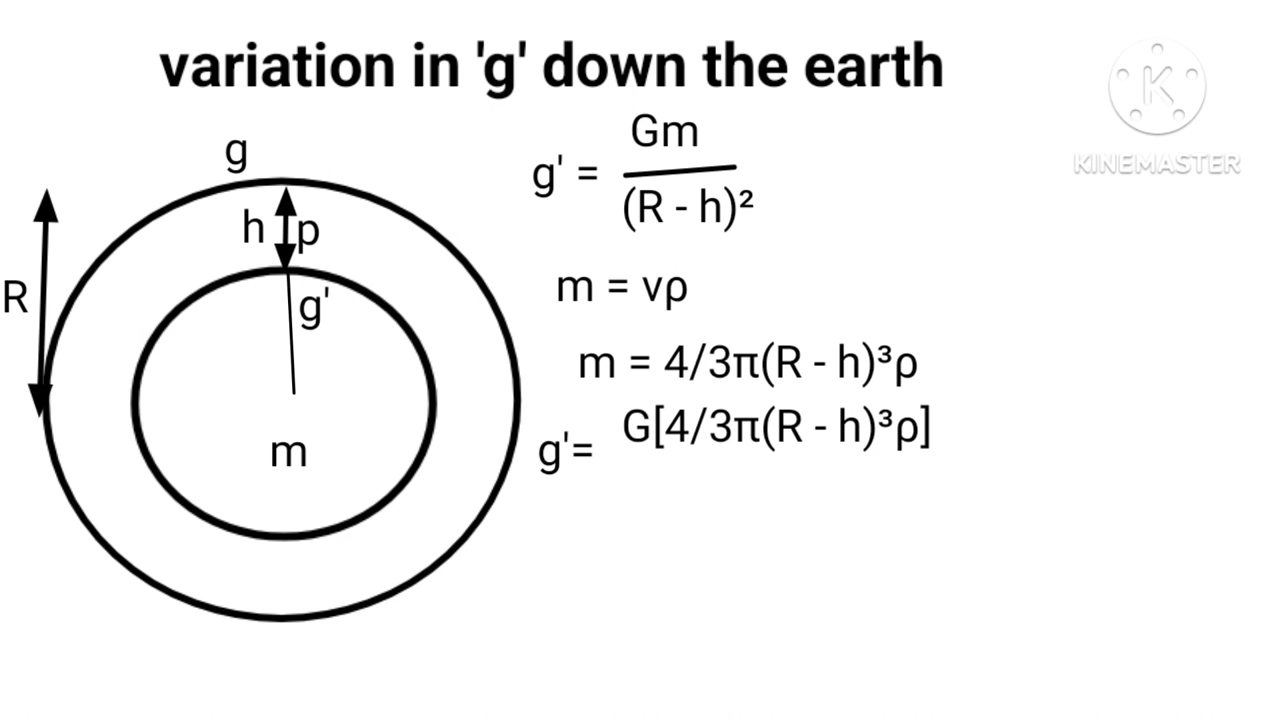 variation in 'g' down the earth
K
KINEMASTER
g
h p
R
g'
m
g' = Gm
(R - h)²
m = vρ
m = 4/3π(R - h)³ρ
g'= G[4/3π(R - h)³ρ]